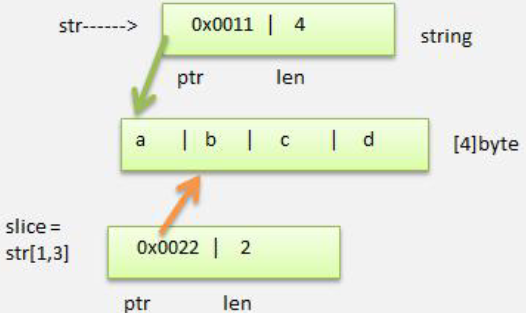 str------> 0x0011 | 4 string
ptr len
a | b | c | d [4]byte
slice =
str[1,3] 0x0022 | 2
ptr len